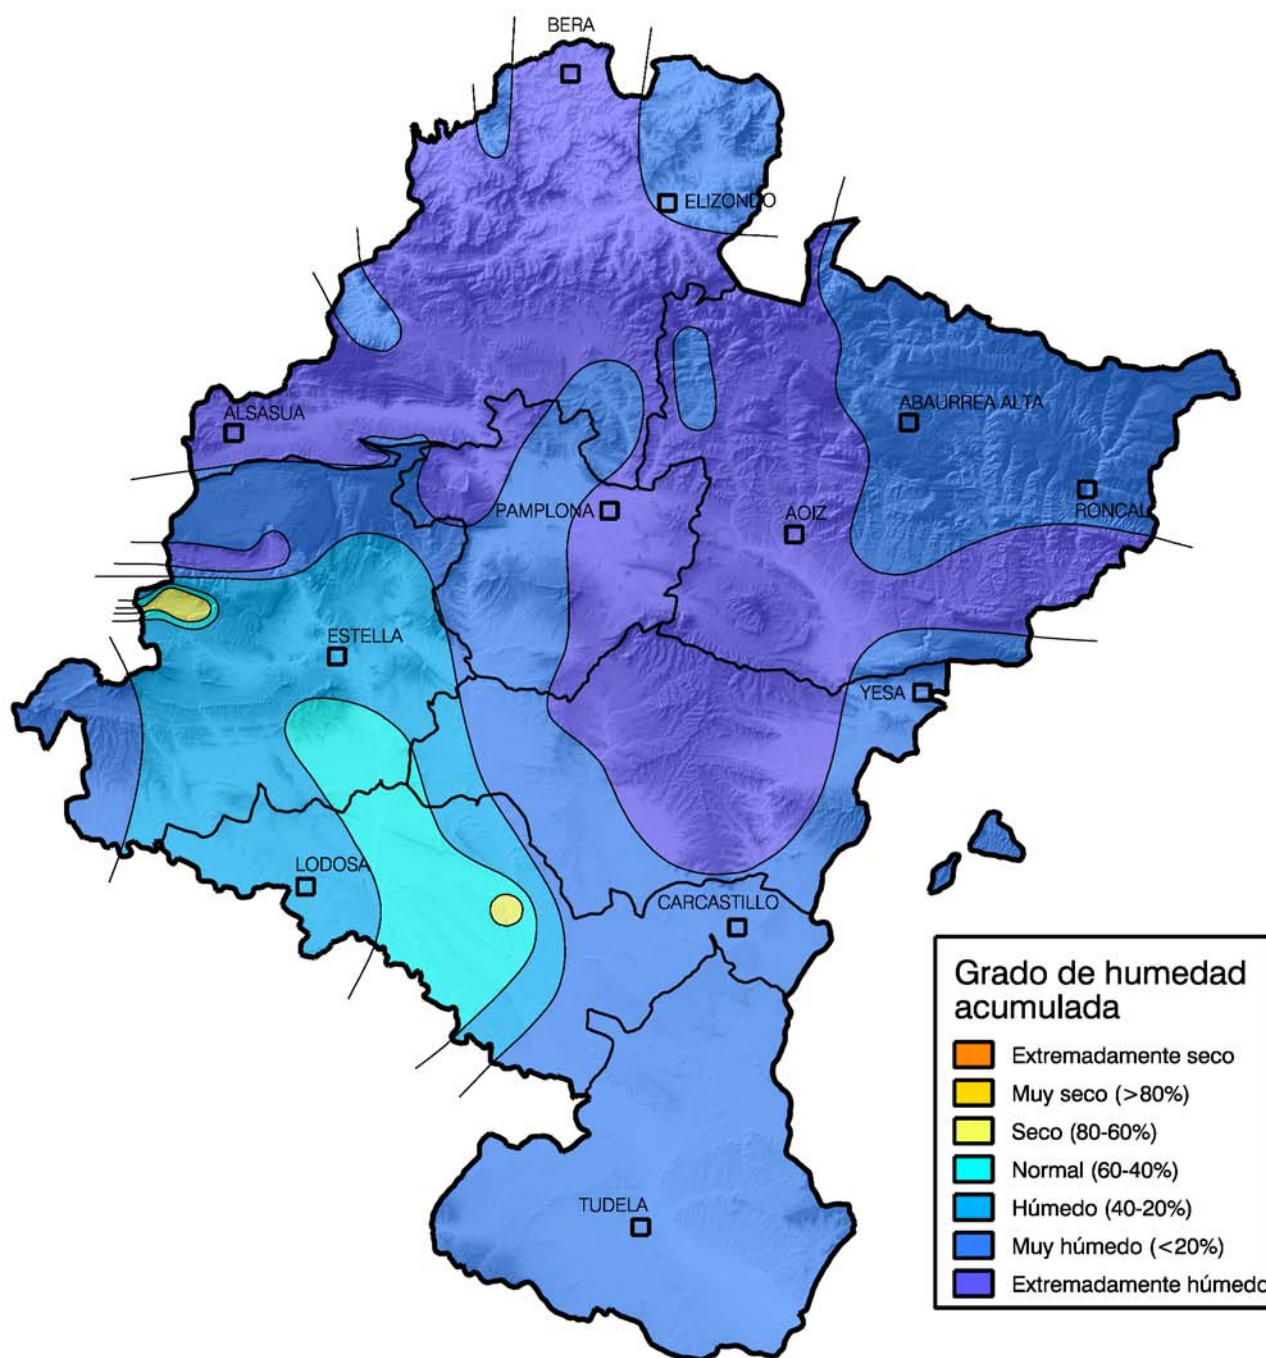 BERA
ELIZONDO
ALSASUA
ABAURREA ALTA
RONCAL
PAMPLONA
AOIZ
ESTELLA
YESA
LODOSA
CARCASTILLO
TUDELA
Grado de humedad
acumulada
Extremadamente seco
Muy seco (>80%)
Seco (80-60%)
Normal (60-40%)
Húmedo (40-20%)
Muy húmedo (<20%)
Extremadamente húmedo